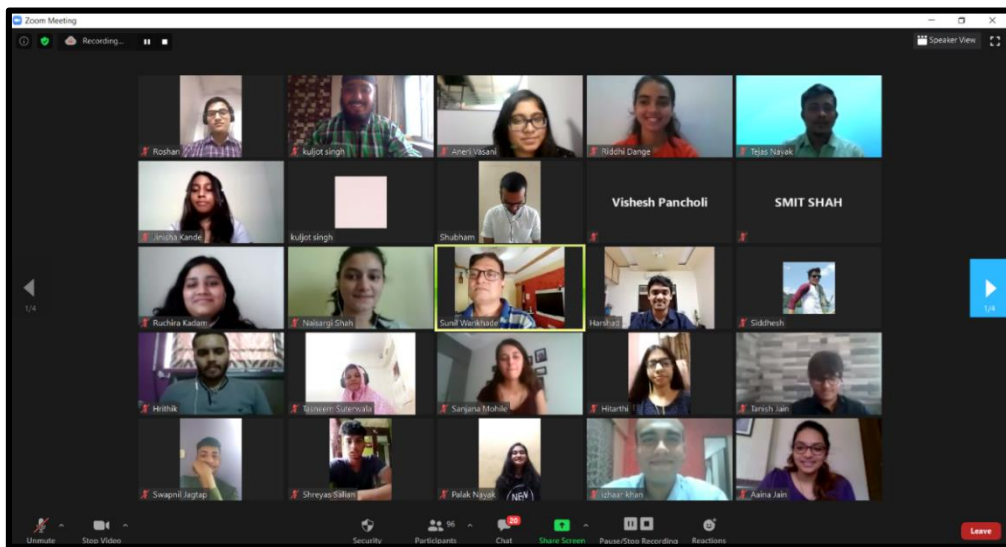 Zoom Meeting
Recording...
Speaker View
Roshan
kuljot singh
Aneri Vasani
Riddhi Dange
Tejas Nayak
Jinisha Kande
kuljot singh
Shubham
Vishesh Pancholi
SMIT SHAH
Ruchira Kadam
Naisargi Shah
Sunil Wankhade
Harshad
Siddhesh
1/4
1/4
Hrithik
Tasneem Suterwala
Sanjana Mohile
Hitarthi
Tanish Jain
Swapnil Jagtap
Shreyas Salian
Palak Nayak
NEW
Izhaar khan
Aaina Jain
Unmute
Stop Video
Security
Participants
96
Chat
20
Share Screen
Pause/Stop Recording
Reactions
Leave